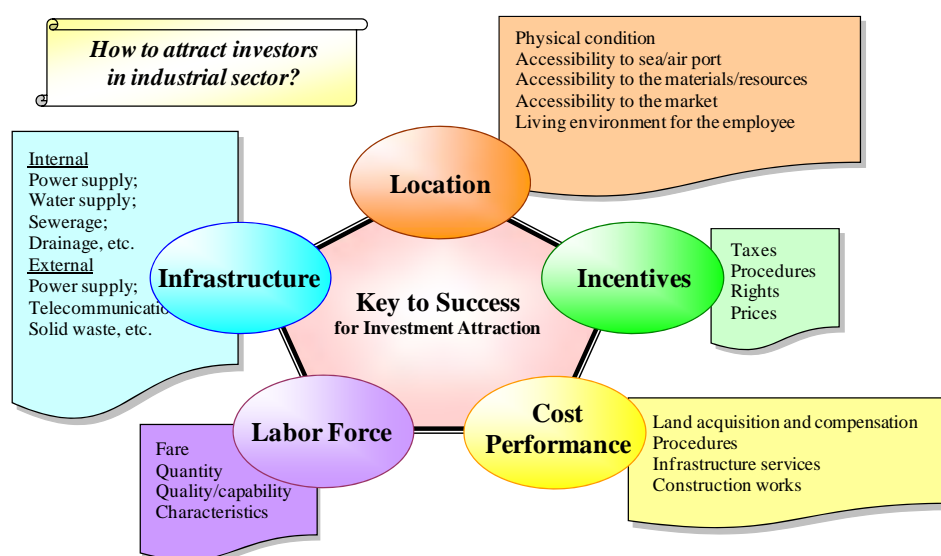 How to attract investors
in industrial sector?
Physical condition
Accessibility to sea/air port
Accessibility to the materials/resources
Accessibility to the market
Living environment for the employee
Location
Internal
Power supply;
Water supply;
Sewerage;
Drainage, etc.
External
Power supply;
Telecommunicatio
Solid waste, etc.
Infrastructure
Incentives
Taxes
Procedures
Rights
Prices
Key to Success
for Investment Attraction
Labor Force
Fare
Quantity
Quality/capability
Characteristics
Cost
Performance
Land acquisition and compensation
Procedures
Infrastructure services
Construction works